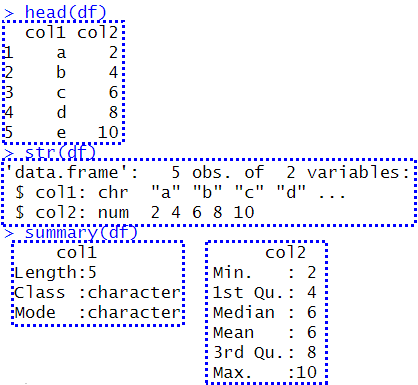 > head(df)
  col1 col2
1    a    2
2    b    4
3    c    6
4    d    8
5    e   10
> str(df)
'data.frame':   5 obs. of  2 variables:
 $ col1: chr  "a" "b" "c" "d" ...
 $ col2: num  2 4 6 8 10
> summary(df)
     col1                col2   
 Length:5           Min.   : 2  
 Class :character   1st Qu.: 4  
 Mode  :character   Median : 6  
                    Mean   : 6  
                    3rd Qu.: 8  
                    Max.   :10